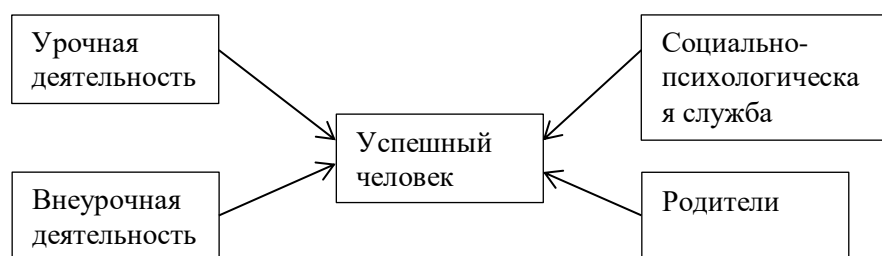 Урочная
деятельность
Социально-
психологическа
я служба
Успешный
человек
Внеурочная
деятельность
Родители